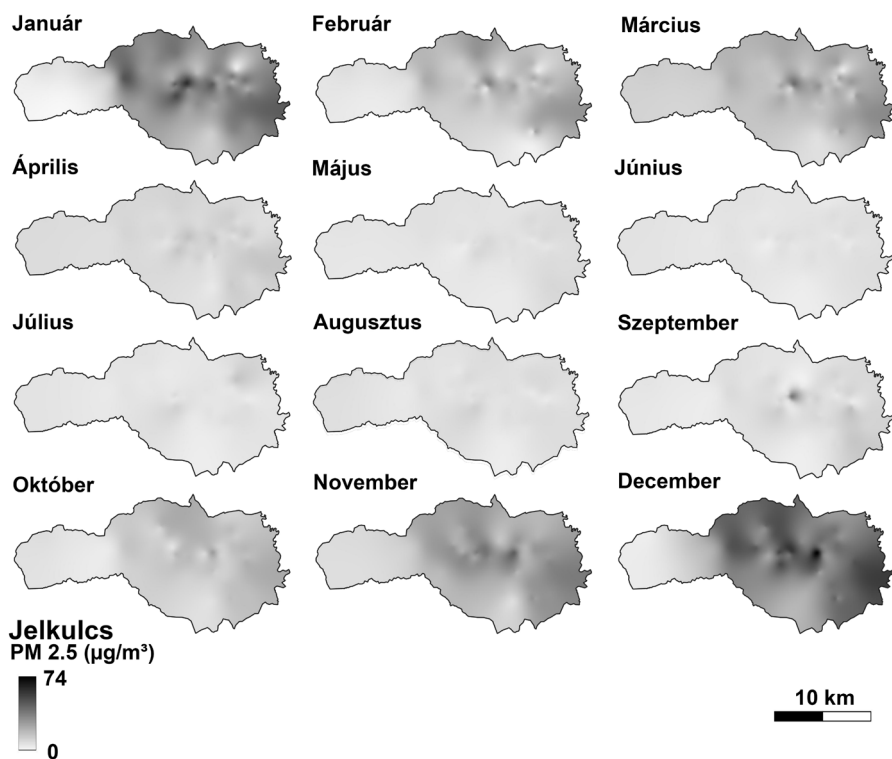 Január
Február
Március
Április
Május
Június
Július
Augusztus
Szeptember
Október
November
December
Jelkulcs
PM 2.5 (µg/m³)
74
0
10 km